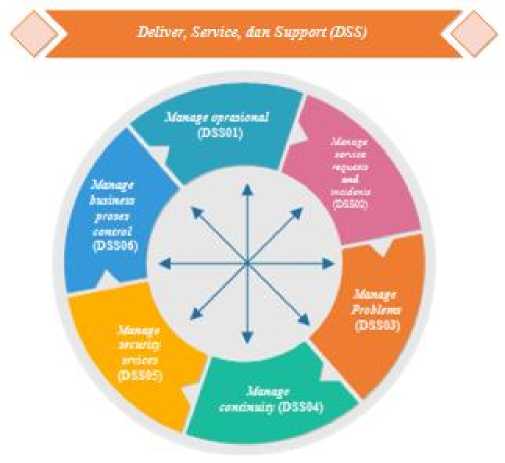 Deliver, Service, dan Support (DSS)
Manage oprasional
(DSS01)
Manage
service
requests
and
incidents
(DSS02)
Manage
Problems
(DSS03)
Manage
continuity (DSS04)
Manage
security
srvices
(DSS05)
Manage
business
proses
control
(DSS06)